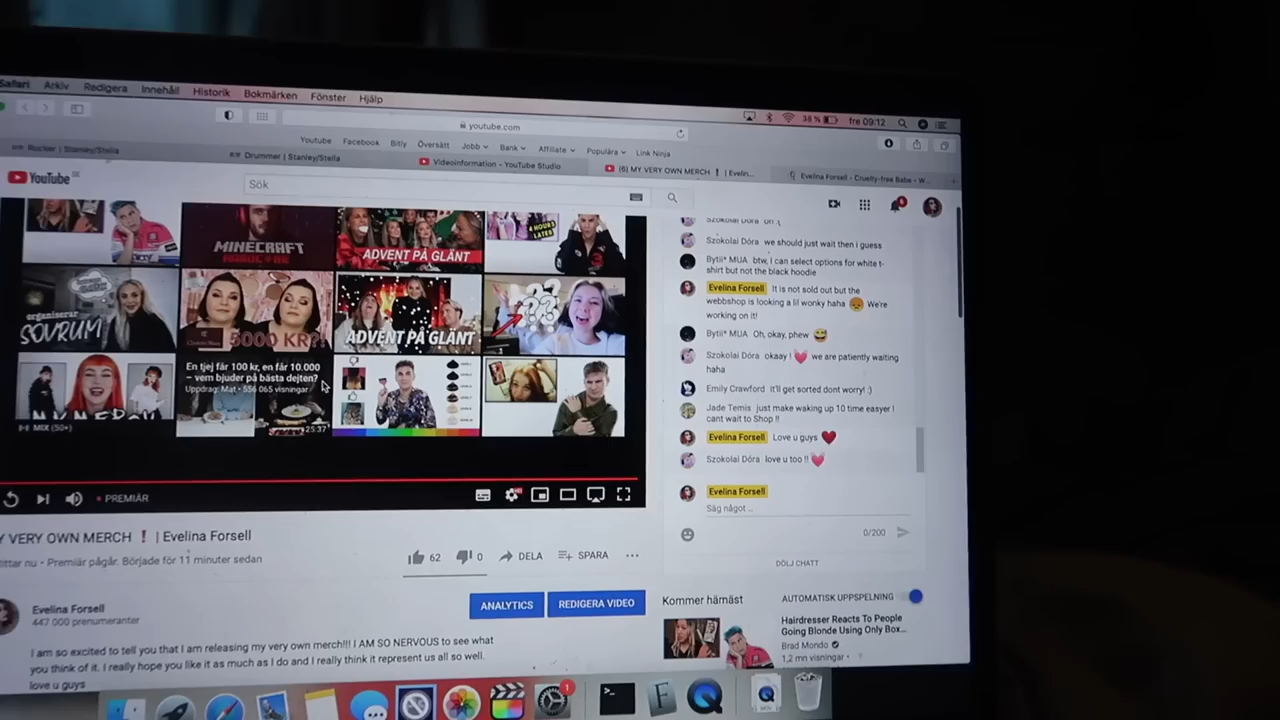 Safari Arkiv Redigera Innehåll Historik Bokmärken Fönster Hjälp
38 % fre 09:12
youtube.com
Youtube Facebook Bitly Översätt Jobb Bank Affiliate Populära Link Ninja
Rocker | Stanley/Stella
Drummer | Stanley/Stella
Videoinformation – YouTube Studio
(6) MY VERY OWN MERCH ❗ | Evelin...
Evelina Forsell - Cruelty-free Babe - W...
YouTube SE
Sök
MINECRAFT
ADVENT PÅ GLÄNT
4 HOURS
LATER
organiserar
SOVRUM
5000 KR?!
ADVENT PÅ GLÄNT
???
MY MERCH
MIX (50+)
En tjej får 100 kr, en får 10.000
– vem bjuder på bästa dejten?
Uppdrag: Mat • 556 065 visningar
25:37
PREMIÄR
Y VERY OWN MERCH ❗ | Evelina Forsell
tittar nu • Premiär pågår. Började för 11 minuter sedan
62 0 DELA SPARA
Evelina Forsell
447 000 prenumeranter
ANALYTICS
REDIGERA VIDEO
I am so excited to tell you that I am releasing my very own merch!!! I AM SO NERVOUS to see what
you think of it. I really hope you like it as much as I do and I really think it represent us all so well.
love u guys
Szokolai Dóra oh :(
Szokolai Dóra we should just wait then i guess
Bytii* MUA btw, I can select options for white t-
shirt but not the black hoodie
Evelina Forsell It is not sold out but the
webbshop is looking a lil wonky haha 😣 We're
working on it!
Bytii* MUA Oh, okay, phew 😅
Szokolai Dóra okaay ! 💗 we are patiently waiting
haha
Emily Crawford it'll get sorted dont worry! :)
Jade Temis just make waking up 10 time easyer !
cant wait to Shop !!
Evelina Forsell Love u guys ❤️
Szokolai Dóra love u too !! 💗
Evelina Forsell
Säg något ...
0/200
DÖLJ CHATT
Kommer härnäst
AUTOMATISK UPPSPELNING
Hairdresser Reacts To People
Going Blonde Using Only Box...
Brad Mondo
1,2 mn visningar •
1